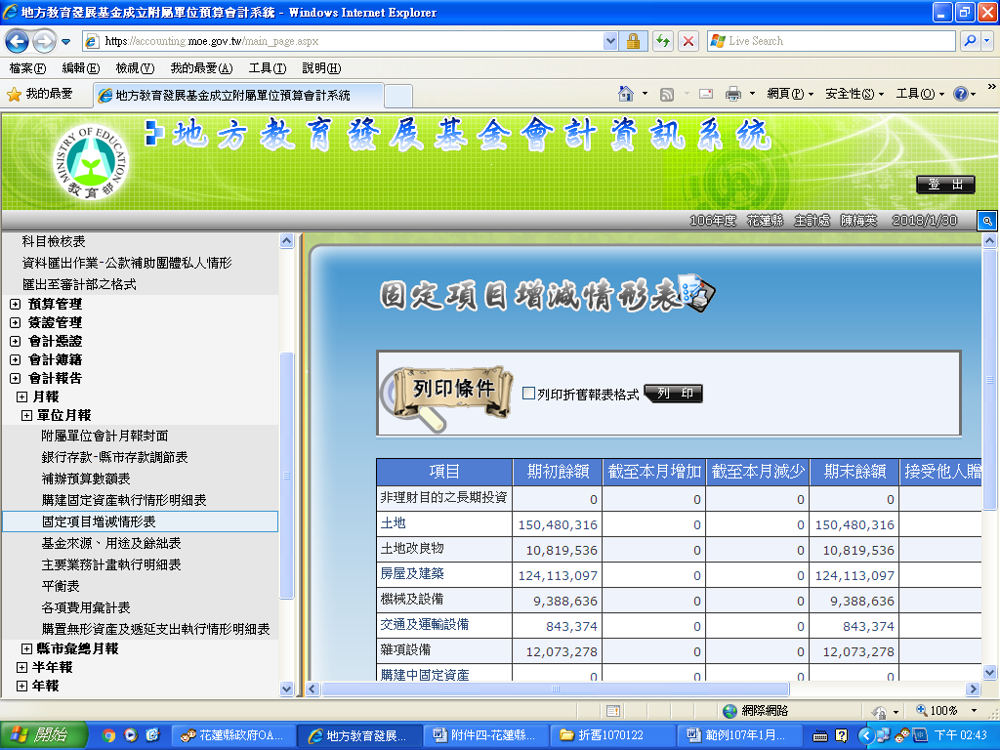 地方教育發展基金成立附屬單位預算會計系統 - Windows Internet Explorer
https://accounting.moe.gov.tw/main_page.aspx
Live Search
檔案(F) 編輯(E) 檢視(V) 我的最愛(A) 工具(T) 說明(H)
我的最愛 地方教育發展基金成立附屬單位預算會計系統 網頁(P) 安全性(S) 工具(O) »
MINISTRY OF EDUCATION 教育部
地方教育發展基金會計資訊系統
登 出
106年度 花蓮縣 主計處 陳梅英 2018/1/30
科目檢核表
資料匯出作業-公款補助團體私人情形
匯出至審計部之格式
預算管理
簽證管理
會計憑證
會計簿籍
會計報告
月報
單位月報
附屬單位會計月報封面
銀行存款-縣市存款調節表
補辦預算數額表
購建固定資產執行情形明細表
固定項目增減情形表
基金來源、用途及餘絀表
主要業務計畫執行明細表
平衡表
各項費用彙計表
購置無形資產及遞延支出執行情形明細表
縣市彙總月報
半年報
年報
固定項目增減情形表
列印條件 列印折舊報表格式 列 印
項目 期初餘額 截至本月增加 截至本月減少 期末餘額 接受他人贈
非理財目的之長期投資 0 0 0 0
土地 150,480,316 0 0 150,480,316
土地改良物 10,819,536 0 0 10,819,536
房屋及建築 124,113,097 0 0 124,113,097
機械及設備 9,388,636 0 0 9,388,636
交通及運輸設備 843,374 0 0 843,374
雜項設備 12,073,278 0 0 12,073,278
購建中固定資產 0 0 0 0
網際網路 100%
開始 花蓮縣政府OA... 地方教育發展... 附件四-花蓮縣... 折舊1070122 範例107年1月... 下午 02:43